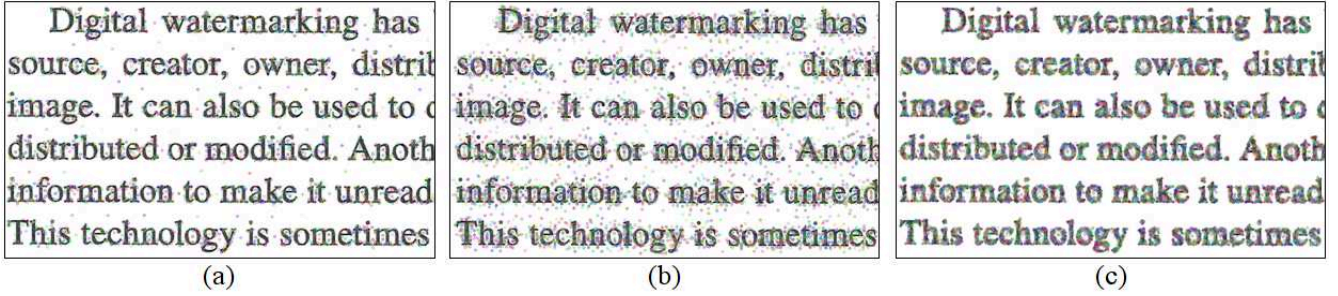 Digital watermarking has
source, creator, owner, distrib
image. It can also be used to c
distributed or modified. Anoth
information to make it unread
This technology is sometimes
(a)
Digital watermarking has
source, creator, owner, distrib
image. It can also be used to c
distributed or modified. Anoth
information to make it unread
This technology is sometimes
(b)
Digital watermarking has
source, creator, owner, distrib
image. It can also be used to c
distributed or modified. Anoth
information to make it unread
This technology is sometimes
(c)